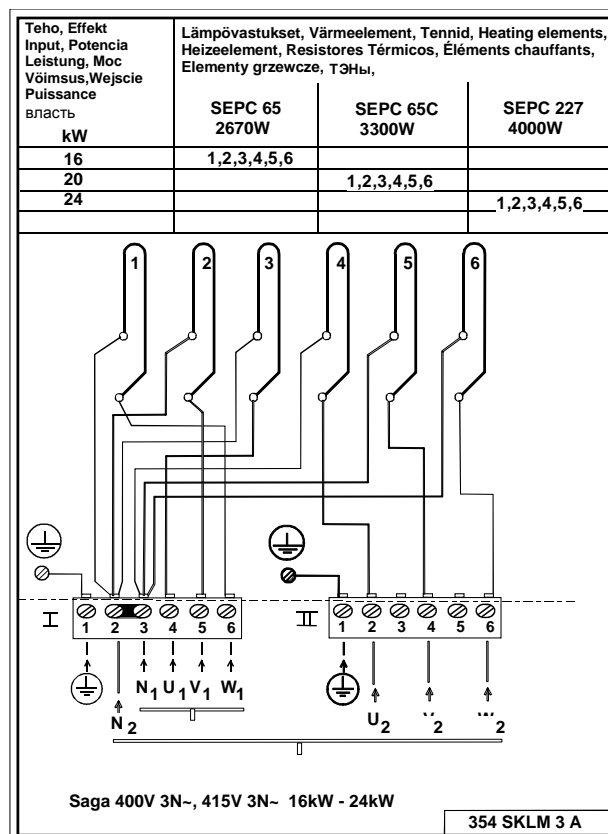 Teho, Effekt
Input, Potencia
Leistung, Moc
Vöimsus,Wejscie
Puissance
власть
kW
Lämpövastukset, Värmeelement, Tennid, Heating elements,
Heizeelement, Resistores Térmicos, Éléments chauffants,
Elementy grzewcze, ТЭНы,
SEPC 65
2670W
SEPC 65C
3300W
SEPC 227
4000W
16 1,2,3,4,5,6
20 1,2,3,4,5,6
24 1,2,3,4,5,6
1 2 3 4 5 6
I 1 2 3 4 5 6
II 1 2 3 4 5 6
N1 U1 V1 W1
N2
U2 V2 W2
Saga 400V 3N~, 415V 3N~ 16kW - 24kW
354 SKLM 3 A